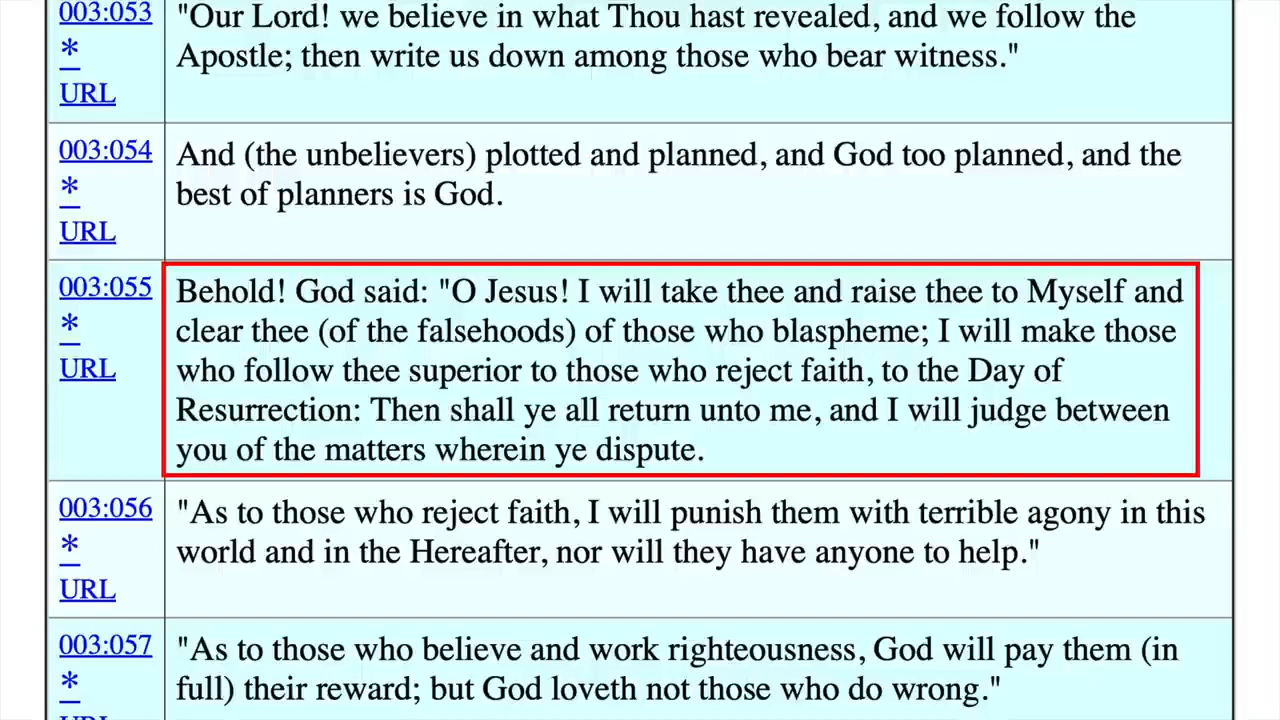 003:053
*
URL
"Our Lord! we believe in what Thou hast revealed, and we follow the
Apostle; then write us down among those who bear witness."
003:054
*
URL
And (the unbelievers) plotted and planned, and God too planned, and the
best of planners is God.
003:055
*
URL
Behold! God said: "O Jesus! I will take thee and raise thee to Myself and
clear thee (of the falsehoods) of those who blaspheme; I will make those
who follow thee superior to those who reject faith, to the Day of
Resurrection: Then shall ye all return unto me, and I will judge between
you of the matters wherein ye dispute.
003:056
*
URL
"As to those who reject faith, I will punish them with terrible agony in this
world and in the Hereafter, nor will they have anyone to help."
003:057
*
URL
"As to those who believe and work righteousness, God will pay them (in
full) their reward; but God loveth not those who do wrong."